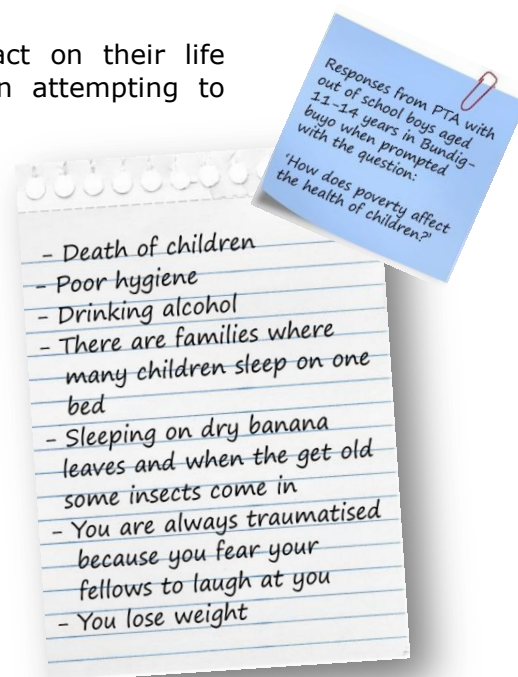 act on their life
n attempting to
Responses from PTA with
out of school boys aged
11-14 years in Bundig-
buyo when prompted
with the question:
'How does poverty affect
the health of children?'
- Death of children
- Poor hygiene
- Drinking alcohol
- There are families where
many children sleep on one
bed
- Sleeping on dry banana
leaves and when the get old
some insects come in
- You are always traumatised
because you fear your
fellows to laugh at you
- You lose weight